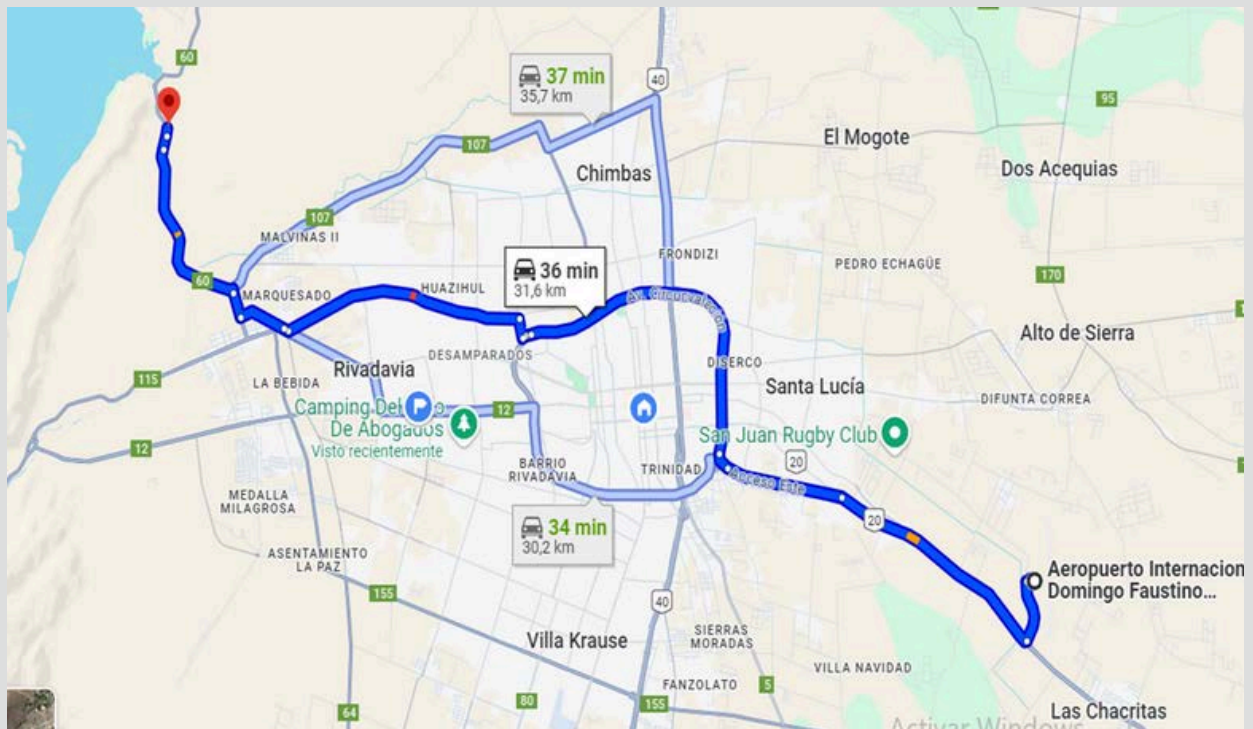 60
37 min
35,7 km
40
95
107
El Mogote
Chimbas
Dos Acequias
107
MALVINAS II
FRONDIZI
PEDRO ECHAGÜE
170
36 min
31,6 km
60
HUAZIHUL
MARQUESADO
Av. Circunvalación
Alto de Sierra
DESAMPARADOS
DISERCO
Rivadavia
115
LA BEBIDA
Santa Lucía
DIFUNTA CORREA
Camping Del
De Abogados
Visto recientemente
12
San Juan Rugby Club
12
BARRIO
RIVADAVIA
TRINIDAD
20
Acceso Este
MEDALLA
MILAGROSA
34 min
30,2 km
20
ASENTAMIENTO
LA PAZ
Aeropuerto Internacion
Domingo Faustino...
155
40
Villa Krause
SIERRAS
MORADAS
VILLA NAVIDAD
FANZOLATO
5
80
155
64
Las Chacritas
Activar Windows